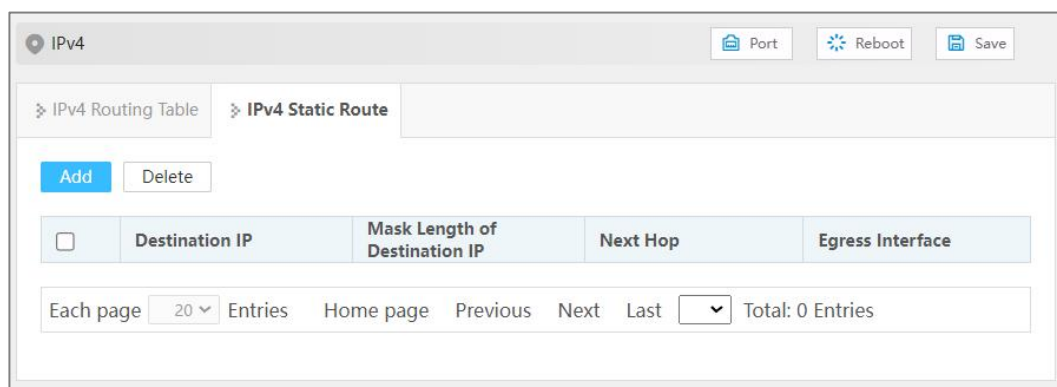 IPv4 Port Reboot Save
IPv4 Routing Table IPv4 Static Route
Add Delete
Destination IP Mask Length of Destination IP Next Hop Egress Interface
Each page 20 Entries Home page Previous Next Last Total: 0 Entries